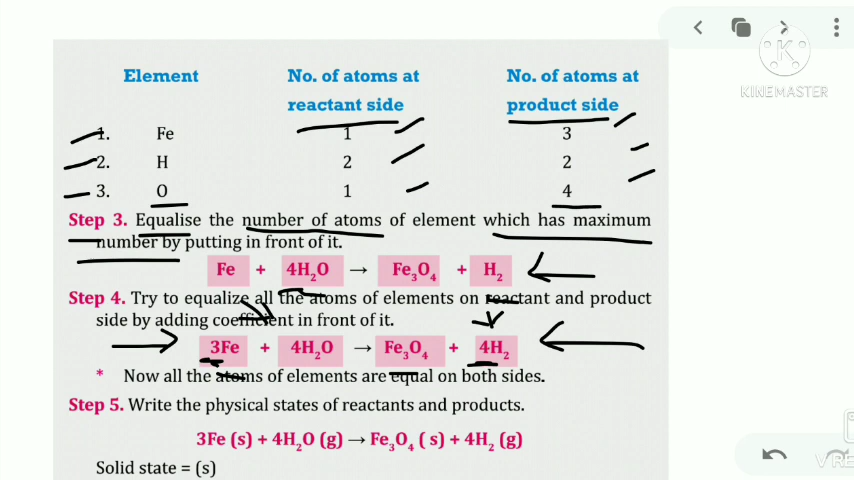 Element No. of atoms at reactant side No. of atoms at product side
1. Fe 1 3
2. H 2 2
3. O 1 4
Step 3. Equalise the number of atoms of element which has maximum
number by putting in front of it.
Fe + 4H₂O → Fe₃O₄ + H₂
Step 4. Try to equalize all the atoms of elements on reactant and product
side by adding coefficient in front of it.
3Fe + 4H₂O → Fe₃O₄ + 4H₂
* Now all the atoms of elements are equal on both sides.
Step 5. Write the physical states of reactants and products.
3Fe (s) + 4H₂O (g) → Fe₃O₄ ( s) + 4H₂ (g)
Solid state = (s)
K
KINEMASTER